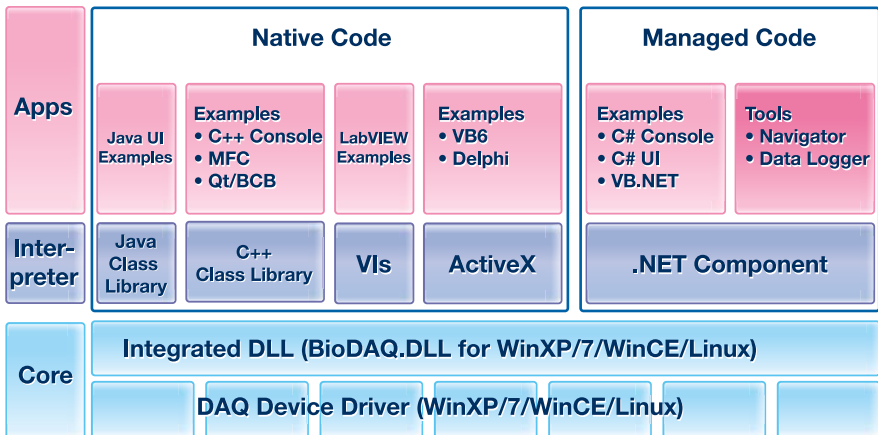 Native Code
Managed Code
Apps
Java UI
Examples
Examples
• C++ Console
• MFC
• Qt/BCB
LabVIEW
Examples
Examples
• VB6
• Delphi
Examples
• C# Console
• C# UI
• VB.NET
Tools
• Navigator
• Data Logger
Inter-
preter
Java
Class
Library
C++
Class Library
VIs
ActiveX
.NET Component
Core
Integrated DLL (BioDAQ.DLL for WinXP/7/WinCE/Linux)
DAQ Device Driver (WinXP/7/WinCE/Linux)